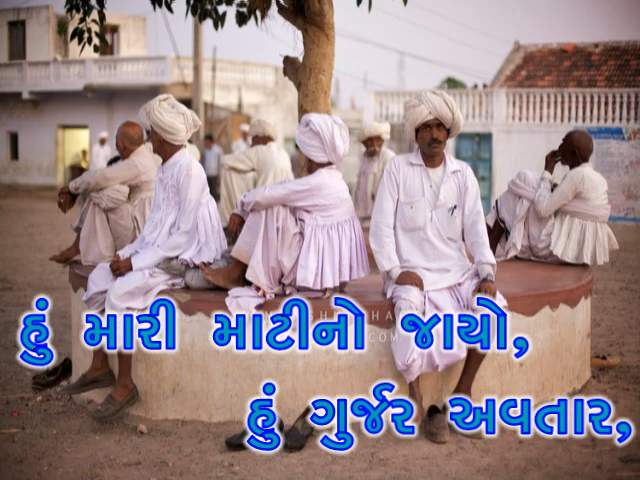 હું મારી માટીનો જાયો,
હું ગુર્જર અવતાર,